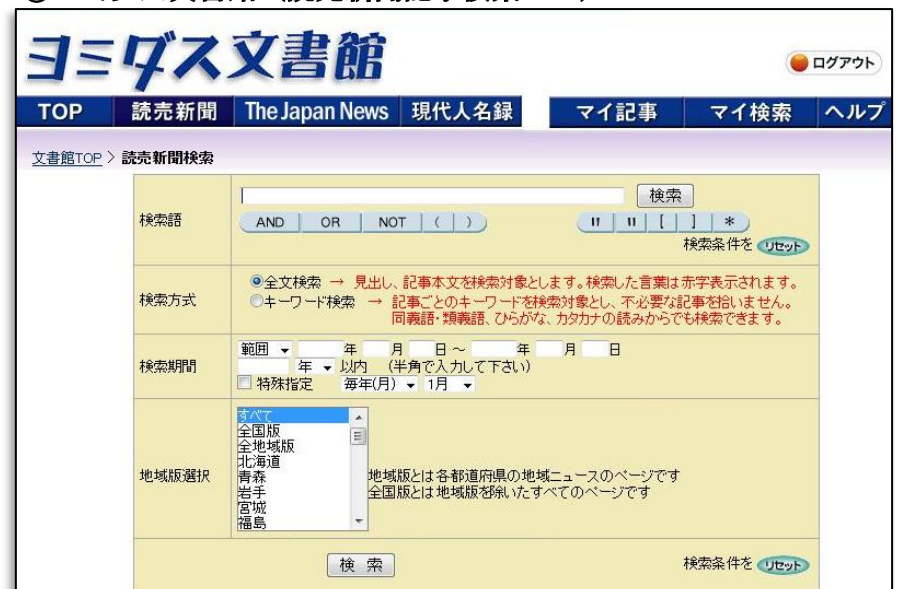 ヨミダス文書館
ログアウト
TOP 読売新聞 The Japan News 現代人名録 マイ記事 マイ検索 ヘルプ
文書館TOP 〉 読売新聞検索
検索語
検索
AND OR NOT ( ) " " [ ] *
検索条件を リセット
検索方式
全文検索 → 見出し、記事本文を検索対象とします。検索した言葉は赤字表示されます。
キーワード検索 → 記事ごとのキーワードを検索対象とし、不必要な記事を拾いません。
同義語・類義語、ひらがな、カタカナの読みからでも検索できます。
検索期間
範囲 年 月 日 ~ 年 月 日
年 以内 (半角で入力して下さい)
特殊指定 毎年(月) 1月
地域版選択
すべて
全国版
全地域版
北海道
青森
岩手
宮城
福島
地域版とは各都道府県の地域ニュースのページです
全国版とは地域版を除いたすべてのページです
検 索
検索条件を リセット